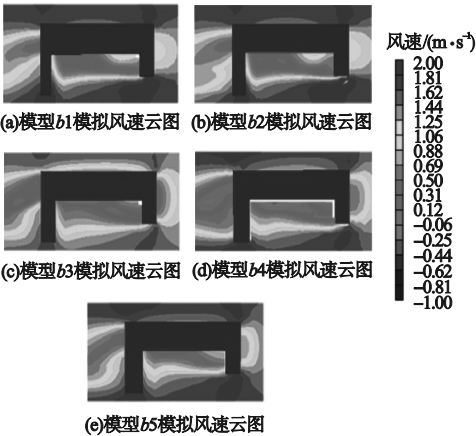 风速/(m•s⁻¹)
2.00
1.81
1.62
1.44
1.25
1.06
0.88
0.69
0.50
0.31
0.12
-0.06
-0.25
-0.44
-0.62
-0.81
-1.00
(a)模型b1模拟风速云图
(b)模型b2模拟风速云图
(c)模型b3模拟风速云图
(d)模型b4模拟风速云图
(e)模型b5模拟风速云图